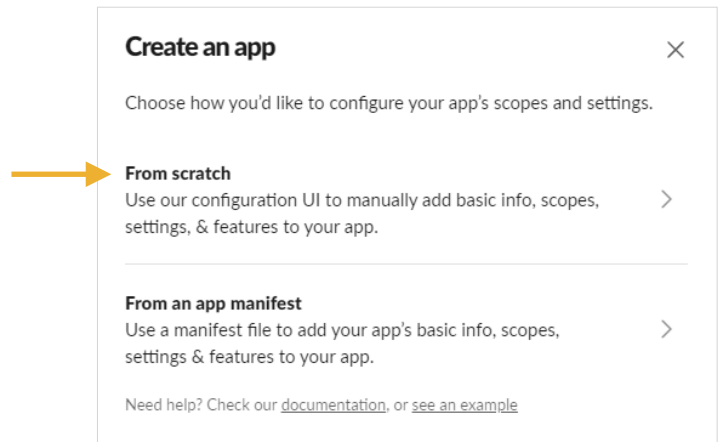 Create an app
Choose how you'd like to configure your app's scopes and settings.
From scratch
Use our configuration UI to manually add basic info, scopes,
settings, & features to your app.
From an app manifest
Use a manifest file to add your app's basic info, scopes,
settings & features to your app.
Need help? Check our documentation, or see an example